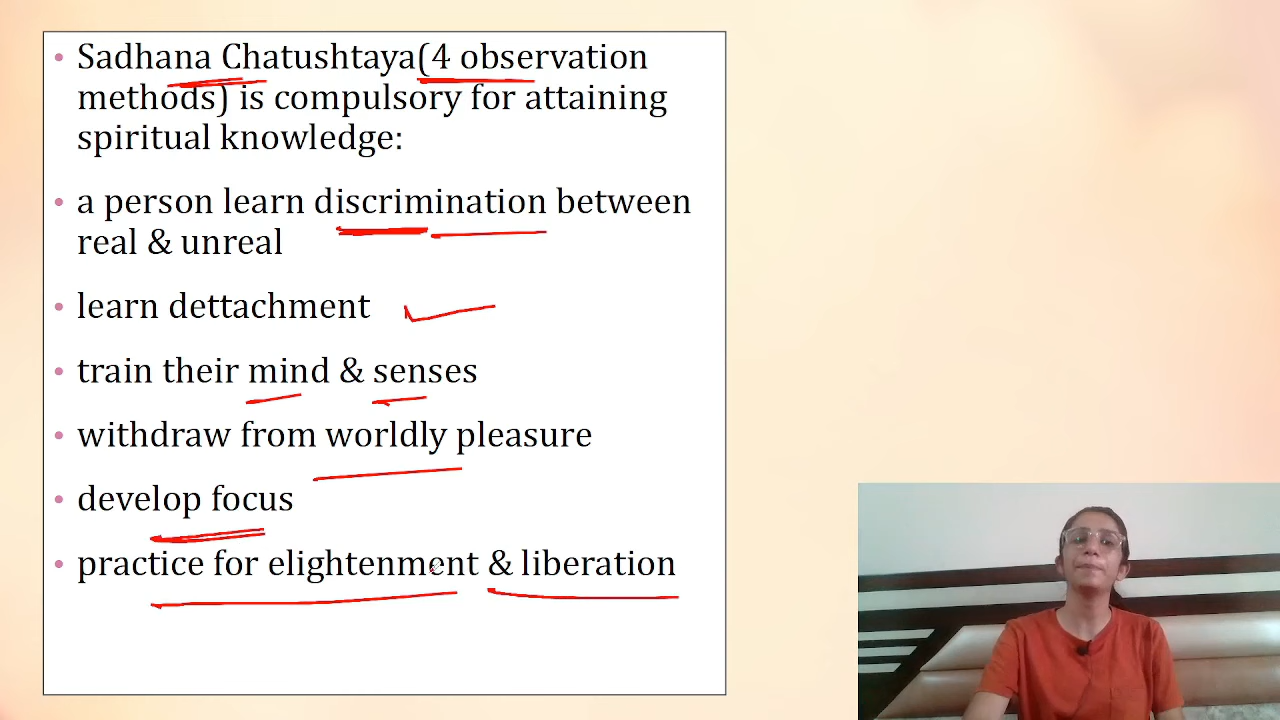 • Sadhana Chatushtaya(4 observation
methods) is compulsory for attaining
spiritual knowledge:
• a person learn discrimination between
real & unreal
• learn dettachment
• train their mind & senses
• withdraw from worldly pleasure
• develop focus
• practice for elightenment & liberation